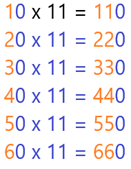 10 x 11 = 110
20 x 11 = 220
30 x 11 = 330
40 x 11 = 440
50 x 11 = 550
60 x 11 = 660